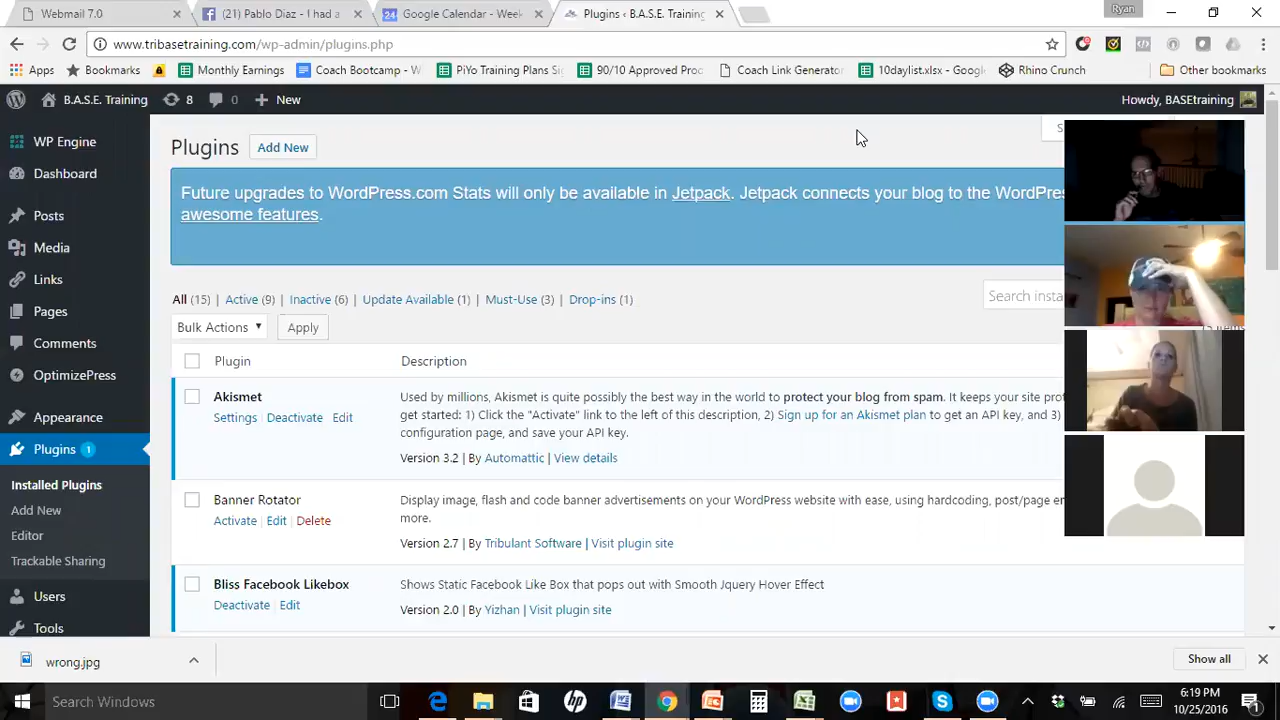 Webmail 7.0
(21) Pablo Diaz - I had a
24 Google Calendar - Week
Plugins ‹ B.A.S.E. Training
Ryan
www.tribasetraining.com/wp-admin/plugins.php
Apps Bookmarks Monthly Earnings Coach Bootcamp - W PiYo Training Plans Sig 90/10 Approved Proc Coach Link Generator 10daylist.xlsx - Google Rhino Crunch Other bookmarks
B.A.S.E. Training 8 0 + New Howdy, BASEtraining
WP Engine
Dashboard
Posts
Media
Links
Pages
Comments
OptimizePress
Appearance
Plugins 1
Installed Plugins
Add New
Editor
Trackable Sharing
Users
Tools
Plugins Add New
Future upgrades to WordPress.com Stats will only be available in Jetpack. Jetpack connects your blog to the WordPres
awesome features.
All (15) | Active (9) | Inactive (6) | Update Available (1) | Must-Use (3) | Drop-ins (1)
Search insta
Bulk Actions Apply
Plugin Description
Akismet
Settings | Deactivate | Edit
Used by millions, Akismet is quite possibly the best way in the world to protect your blog from spam. It keeps your site prot
get started: 1) Click the "Activate" link to the left of this description, 2) Sign up for an Akismet plan to get an API key, and 3)
configuration page, and save your API key.
Version 3.2 | By Automattic | View details
Banner Rotator
Activate | Edit | Delete
Display image, flash and code banner advertisements on your WordPress website with ease, using hardcoding, post/page em
more.
Version 2.7 | By Tribulant Software | Visit plugin site
Bliss Facebook Likebox
Deactivate | Edit
Shows Static Facebook Like Box that pops out with Smooth Jquery Hover Effect
Version 2.0 | By Yizhan | Visit plugin site
wrong.jpg
Show all
Search Windows
6:19 PM
10/25/2016